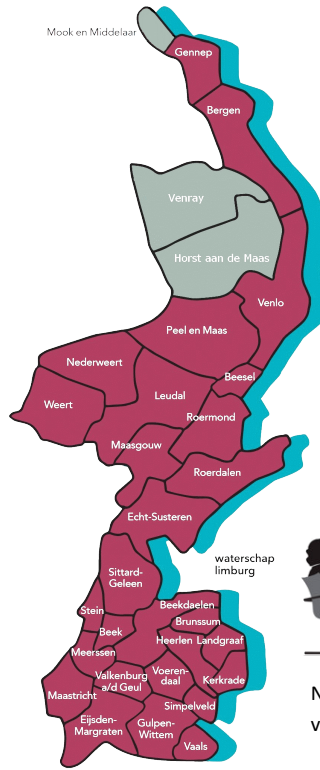 Mook en Middelaar
Gennep
Bergen
Venray
Horst aan de Maas
Venlo
Peel en Maas
Nederweert
Beesel
Leudal
Weert
Roermond
Maasgouw
Roerdalen
Echt-Susteren
waterschap
limburg
Sittard-
Geleen
Beekdaelen
Stein
Brunssum
Beek
Heerlen Landgraaf
Meerssen
Valkenburg
a/d Geul
Voeren-
daal
Kerkrade
Maastricht
Simpelveld
Eijsden-
Margraten
Gulpen-
Wittem
Vaals
N
v